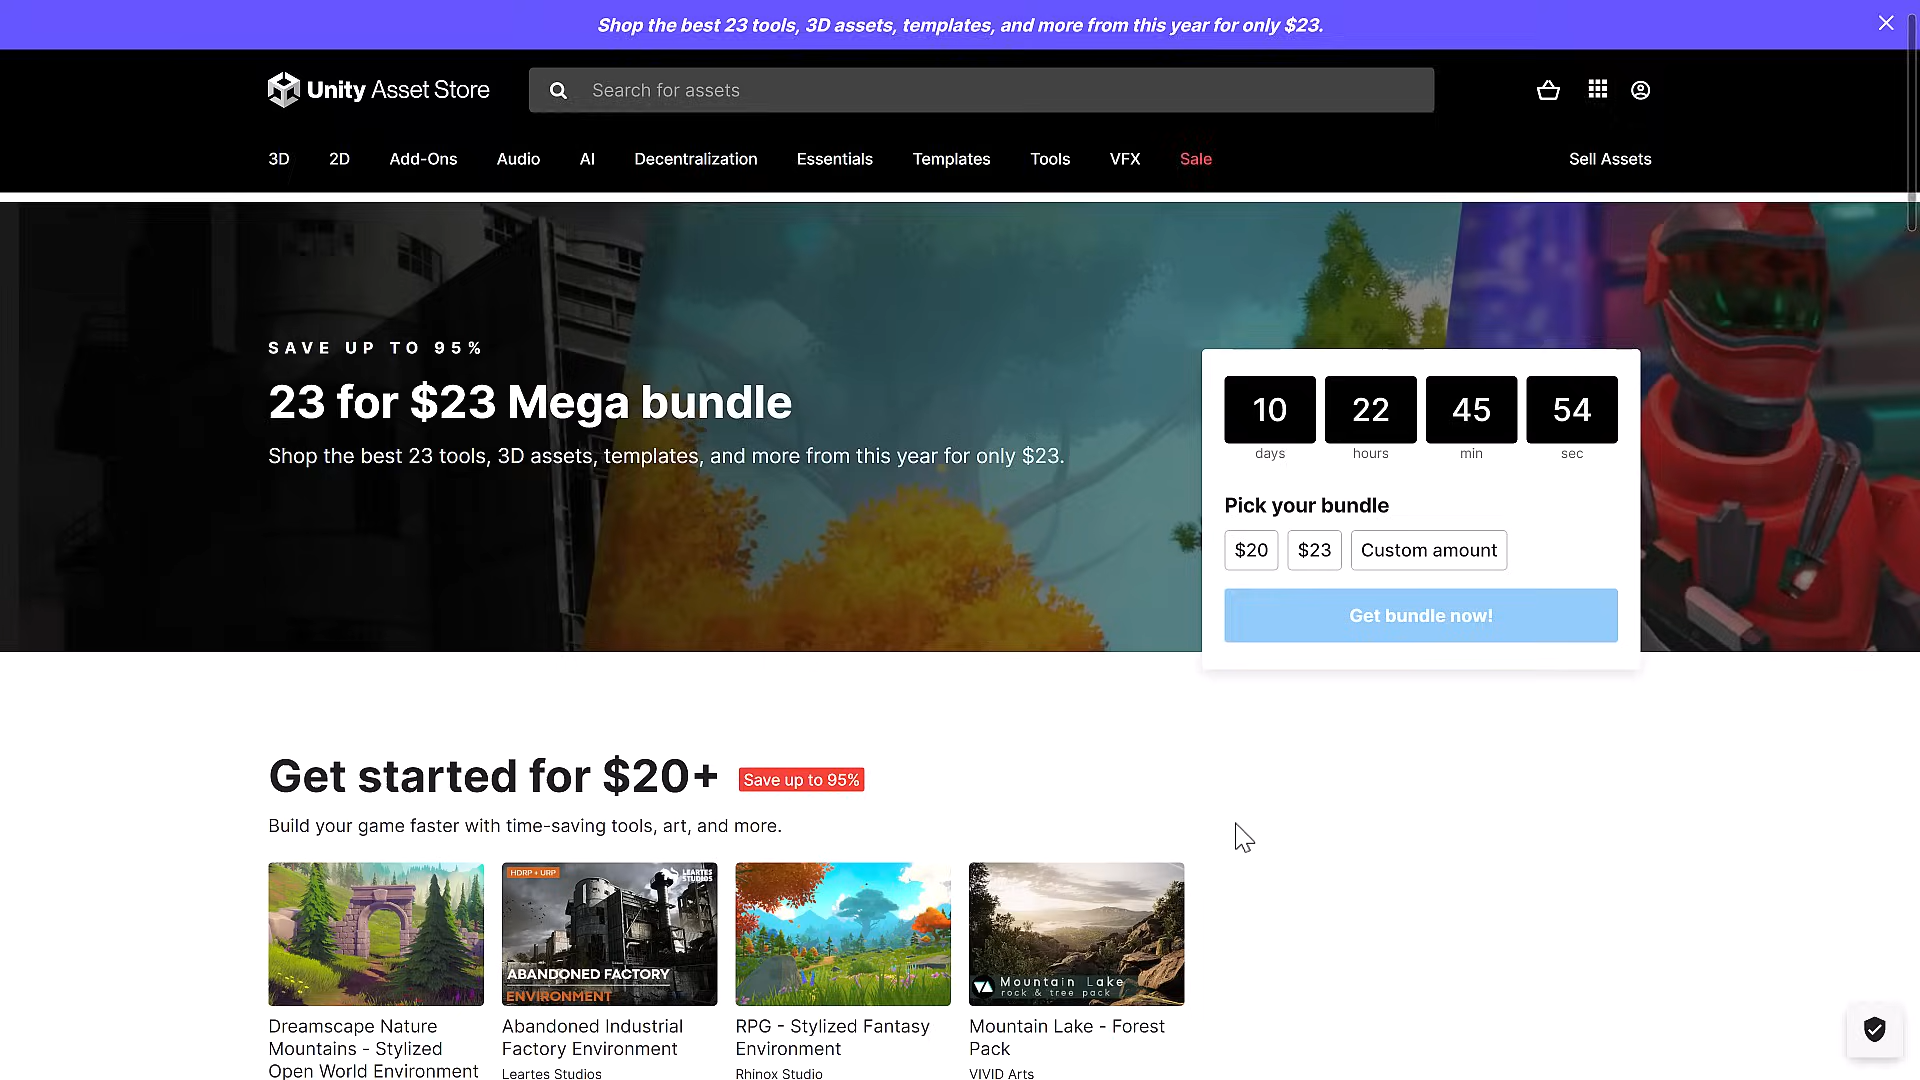 Shop the best 23 tools, 3D assets, templates, and more from this year for only $23.
Unity Asset Store
Search for assets
3D 2D Add-Ons Audio AI Decentralization Essentials Templates Tools VFX Sale Sell Assets
SAVE UP TO 95%
23 for $23 Mega bundle
Shop the best 23 tools, 3D assets, templates, and more from this year for only $23.
10 22 45 54
days hours min sec
Pick your bundle
$20 $23 Custom amount
Get bundle now!
Get started for $20+ Save up to 95%
Build your game faster with time-saving tools, art, and more.
HDRP + URP
LEARTES
STUDIOS
ABANDONED FACTORY
ENVIRONMENT
Mountain Lake
rock & tree pack
Dreamscape Nature
Mountains - Stylized
Open World Environment
Abandoned Industrial
Factory Environment
Leartes Studios
RPG - Stylized Fantasy
Environment
Rhinox Studio
Mountain Lake - Forest
Pack
VIVID Arts